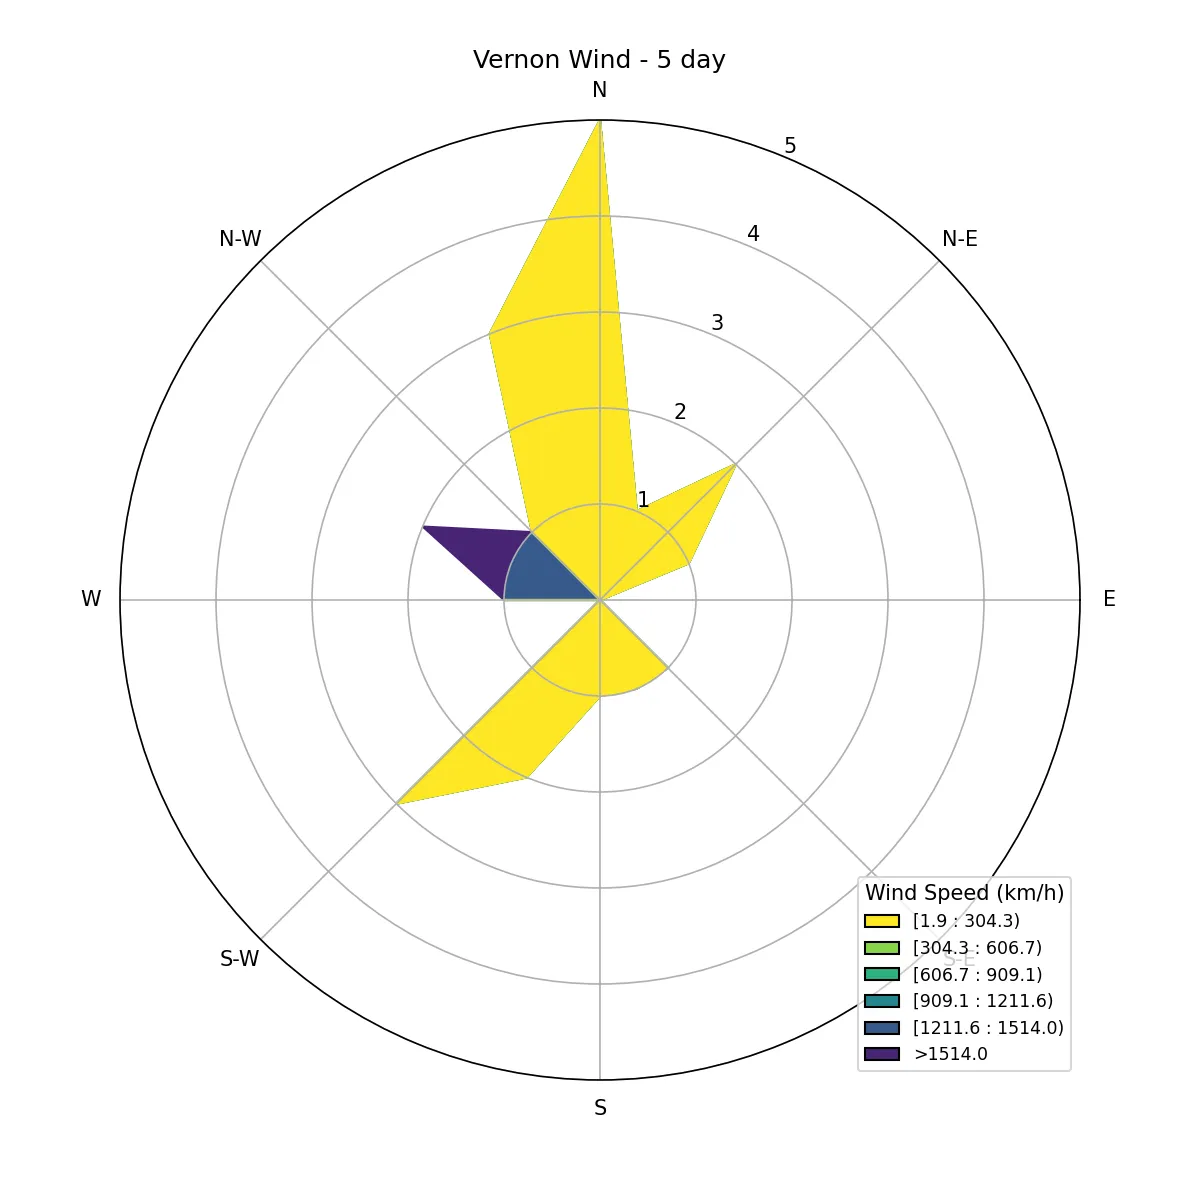 Vernon Wind - 5 day
N
5
N-W
N-E
4
3
2
1
W
E
Wind Speed (km/h)
[1.9 : 304.3)
[304.3 : 606.7)
S-W
S-E
[606.7 : 909.1)
[909.1 : 1211.6)
[1211.6 : 1514.0)
>1514.0
S